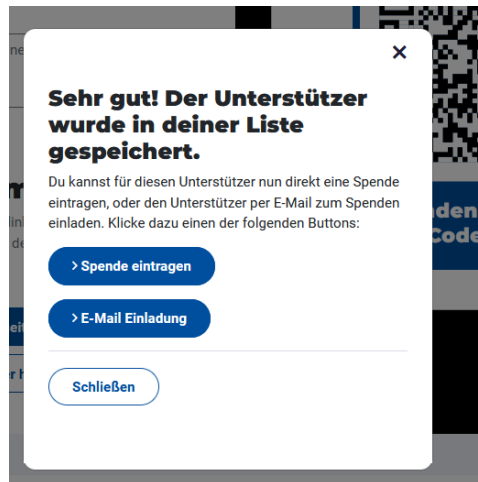 Sehr gut! Der Unterstützer
wurde in deiner Liste
gespeichert.
Du kannst für diesen Unterstützer nun direkt eine Spende
eintragen, oder den Unterstützer per E-Mail zum Spenden
einladen. Klicke dazu einen der folgenden Buttons:
> Spende eintragen
> E-Mail Einladung
Schließen